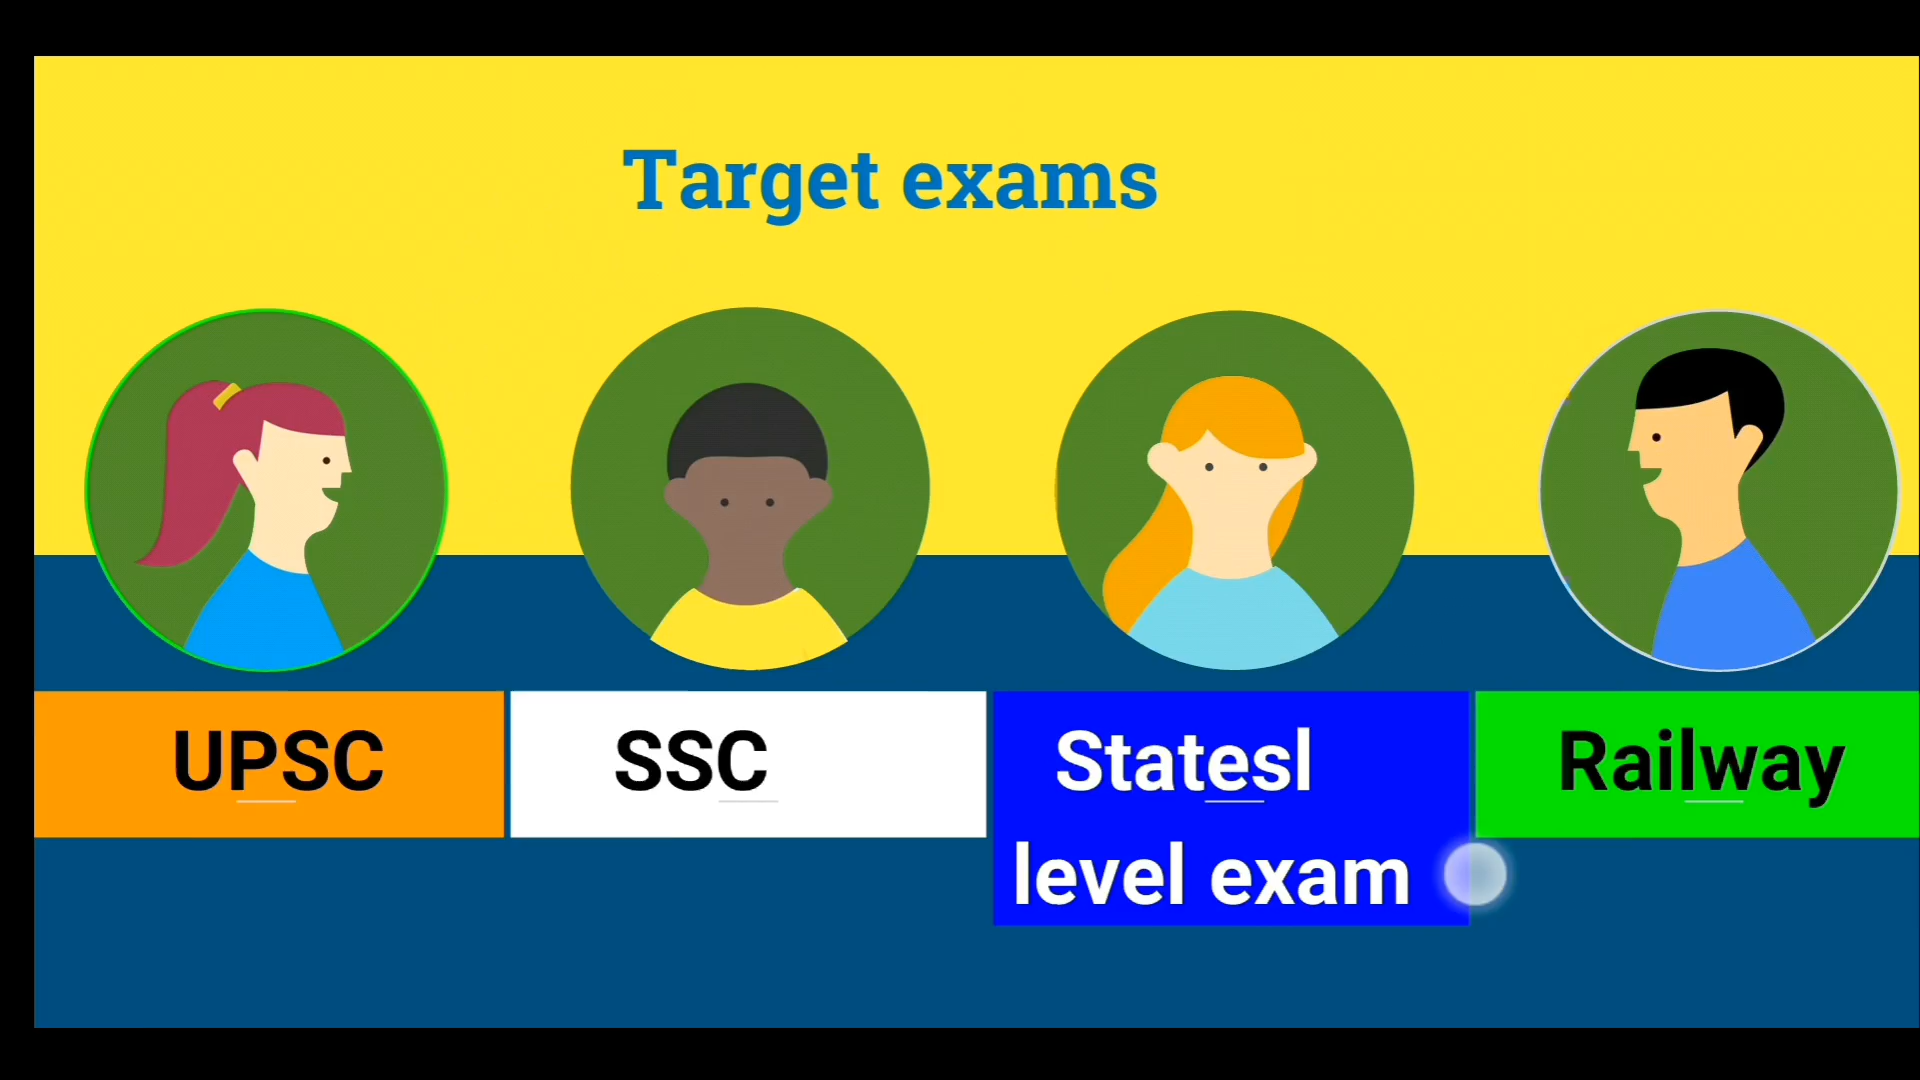 Target exams
UPSC
SSC
Statesl
level exam
Railway